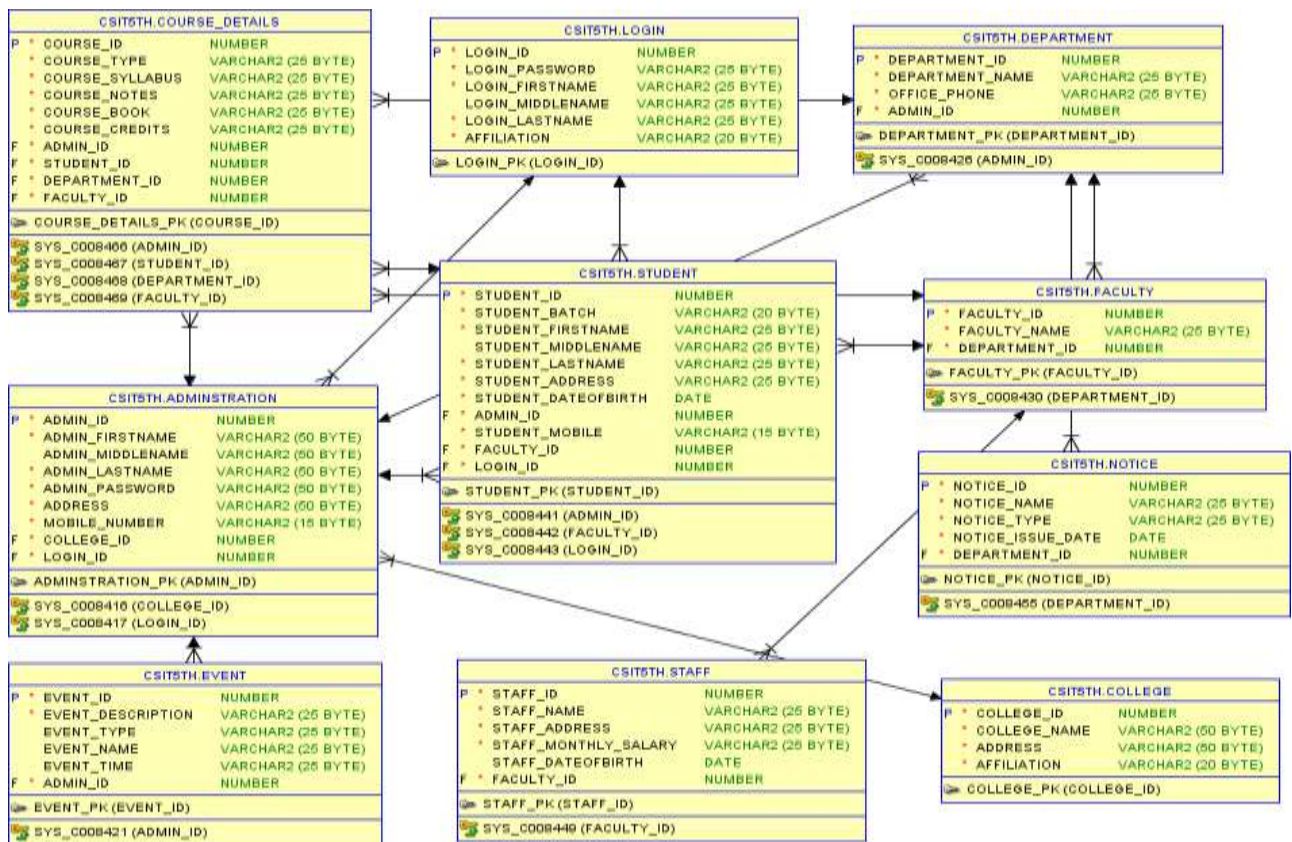 CSIT5TH.COURSE_DETAILS
P * COURSE_ID NUMBER
* COURSE_TYPE VARCHAR2 (25 BYTE)
* COURSE_SYLLABUS VARCHAR2 (25 BYTE)
* COURSE_NOTES VARCHAR2 (25 BYTE)
* COURSE_BOOK VARCHAR2 (25 BYTE)
* COURSE_CREDITS VARCHAR2 (25 BYTE)
F * ADMIN_ID NUMBER
F * STUDENT_ID NUMBER
F * DEPARTMENT_ID NUMBER
F * FACULTY_ID NUMBER
COURSE_DETAILS_PK (COURSE_ID)
SYS_C008466 (ADMIN_ID)
SYS_C008467 (STUDENT_ID)
SYS_C008468 (DEPARTMENT_ID)
SYS_C008469 (FACULTY_ID)
CSIT5TH.LOGIN
P * LOGIN_ID NUMBER
* LOGIN_PASSWORD VARCHAR2 (25 BYTE)
* LOGIN_FIRSTNAME VARCHAR2 (25 BYTE)
LOGIN_MIDDLENAME VARCHAR2 (25 BYTE)
* LOGIN_LASTNAME VARCHAR2 (25 BYTE)
* AFFILIATION VARCHAR2 (20 BYTE)
LOGIN_PK (LOGIN_ID)
CSIT5TH.DEPARTMENT
P * DEPARTMENT_ID NUMBER
* DEPARTMENT_NAME VARCHAR2 (25 BYTE)
* OFFICE_PHONE VARCHAR2 (25 BYTE)
F * ADMIN_ID NUMBER
DEPARTMENT_PK (DEPARTMENT_ID)
SYS_C008426 (ADMIN_ID)
CSIT5TH.STUDENT
P * STUDENT_ID NUMBER
* STUDENT_BATCH VARCHAR2 (20 BYTE)
* STUDENT_FIRSTNAME VARCHAR2 (25 BYTE)
STUDENT_MIDDLENAME VARCHAR2 (25 BYTE)
* STUDENT_LASTNAME VARCHAR2 (25 BYTE)
* STUDENT_ADDRESS VARCHAR2 (25 BYTE)
* STUDENT_DATEOFBIRTH DATE
F * ADMIN_ID NUMBER
* STUDENT_MOBILE VARCHAR2 (15 BYTE)
F * FACULTY_ID NUMBER
F * LOGIN_ID NUMBER
STUDENT_PK (STUDENT_ID)
SYS_C008441 (ADMIN_ID)
SYS_C008442 (FACULTY_ID)
SYS_C008443 (LOGIN_ID)
CSIT5TH.FACULTY
P * FACULTY_ID NUMBER
* FACULTY_NAME VARCHAR2 (25 BYTE)
F * DEPARTMENT_ID NUMBER
FACULTY_PK (FACULTY_ID)
SYS_C008430 (DEPARTMENT_ID)
CSIT5TH.ADMINSTRATION
P * ADMIN_ID NUMBER
* ADMIN_FIRSTNAME VARCHAR2 (50 BYTE)
ADMIN_MIDDLENAME VARCHAR2 (50 BYTE)
* ADMIN_LASTNAME VARCHAR2 (50 BYTE)
* ADMIN_PASSWORD VARCHAR2 (50 BYTE)
* ADDRESS VARCHAR2 (50 BYTE)
* MOBILE_NUMBER VARCHAR2 (15 BYTE)
F * COLLEGE_ID NUMBER
F * LOGIN_ID NUMBER
ADMINSTRATION_PK (ADMIN_ID)
SYS_C008416 (COLLEGE_ID)
SYS_C008417 (LOGIN_ID)
CSIT5TH.NOTICE
P * NOTICE_ID NUMBER
* NOTICE_NAME VARCHAR2 (25 BYTE)
* NOTICE_TYPE VARCHAR2 (25 BYTE)
* NOTICE_ISSUE_DATE DATE
F * DEPARTMENT_ID NUMBER
NOTICE_PK (NOTICE_ID)
SYS_C008455 (DEPARTMENT_ID)
CSIT5TH.EVENT
P * EVENT_ID NUMBER
* EVENT_DESCRIPTION VARCHAR2 (25 BYTE)
EVENT_TYPE VARCHAR2 (25 BYTE)
EVENT_NAME VARCHAR2 (25 BYTE)
EVENT_TIME VARCHAR2 (25 BYTE)
F * ADMIN_ID NUMBER
EVENT_PK (EVENT_ID)
SYS_C008421 (ADMIN_ID)
CSIT5TH.STAFF
P * STAFF_ID NUMBER
* STAFF_NAME VARCHAR2 (25 BYTE)
* STAFF_ADDRESS VARCHAR2 (25 BYTE)
* STAFF_MONTHLY_SALARY VARCHAR2 (25 BYTE)
STAFF_DATEOFBIRTH DATE
F * FACULTY_ID NUMBER
STAFF_PK (STAFF_ID)
SYS_C008449 (FACULTY_ID)
CSIT5TH.COLLEGE
P * COLLEGE_ID NUMBER
* COLLEGE_NAME VARCHAR2 (50 BYTE)
* ADDRESS VARCHAR2 (50 BYTE)
* AFFILIATION VARCHAR2 (20 BYTE)
COLLEGE_PK (COLLEGE_ID)